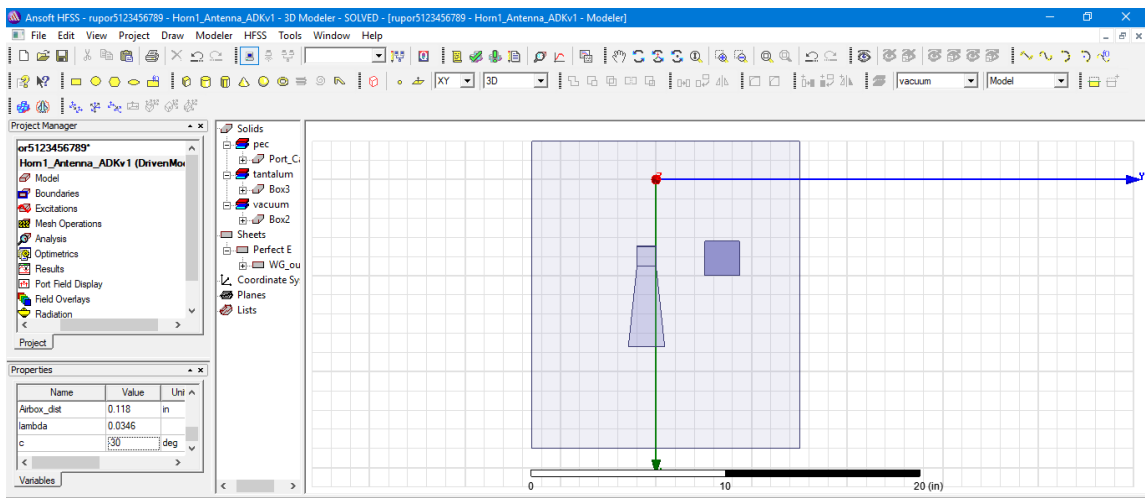 Ansoft HFSS - rupor5123456789 - Horn1_Antenna_ADKv1 - 3D Modeler - SOLVED - [rupor5123456789 - Horn1_Antenna_ADKv1 - Modeler]
File Edit View Project Draw Modeler HFSS Tools Window Help
XY 3D vacuum Model
Project Manager
or5123456789*
Horn1_Antenna_ADKv1 (DrivenMo
Model
Boundaries
Excitations
Mesh Operations
Analysis
Optimetrics
Results
Port Field Display
Field Overlays
Radiation
Project
Properties
Name Value Uni
Airbox_dist 0.118 in
lambda 0.0346
c 30 deg
Variables
Solids
pec
Port_Ca
tantalum
Box3
vacuum
Box2
Sheets
Perfect E
WG_ou
Coordinate Sy
Planes
Lists
Y
0 10 20 (in)